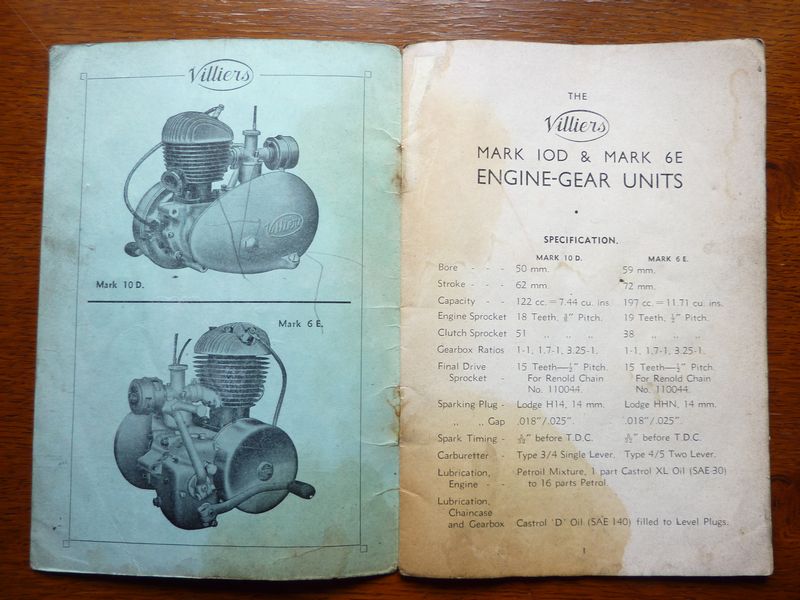 Villiers
Villiers
Mark 10 D.
Mark 6 E.
THE
Villiers
MARK 10D & MARK 6E
ENGINE-GEAR UNITS
SPECIFICATION.
MARK 10 D. MARK 6 E.
Bore - - - 50 mm. 59 mm.
Stroke - - - 62 mm. 72 mm.
Capacity - - 122 cc. = 7.44 cu. ins. 197 cc. = 11.71 cu. ins.
Engine Sprocket 18 Teeth, ⅜″ Pitch. 19 Teeth, ½″ Pitch.
Clutch Sprocket 51 ,, ,, ,, 38 ,, ,, ,,
Gearbox Ratios 1-1, 1.7-1, 3.25-1. 1-1, 1.7-1, 3.25-1.
Final Drive 15 Teeth—½″ Pitch. 15 Teeth—½″ Pitch.
Sprocket - For Renold Chain For Renold Chain
No. 110044. No. 110044.
Sparking Plug - Lodge H14, 14 mm. Lodge HHN, 14 mm.
,, ,, Gap .018″/.025″. .018″/.025″.
Spark Timing - before T.D.C. before T.D.C.
Carburetter - Type 3/4 Single Lever. Type 4/5 Two Lever.
Lubrication, Petroil Mixture, 1 part Castrol XL Oil (SAE 30)
Engine - - to 16 parts Petrol.
Lubrication,
Chaincase
and Gearbox Castrol 'D' Oil (SAE 140) filled to Level Plugs.
1